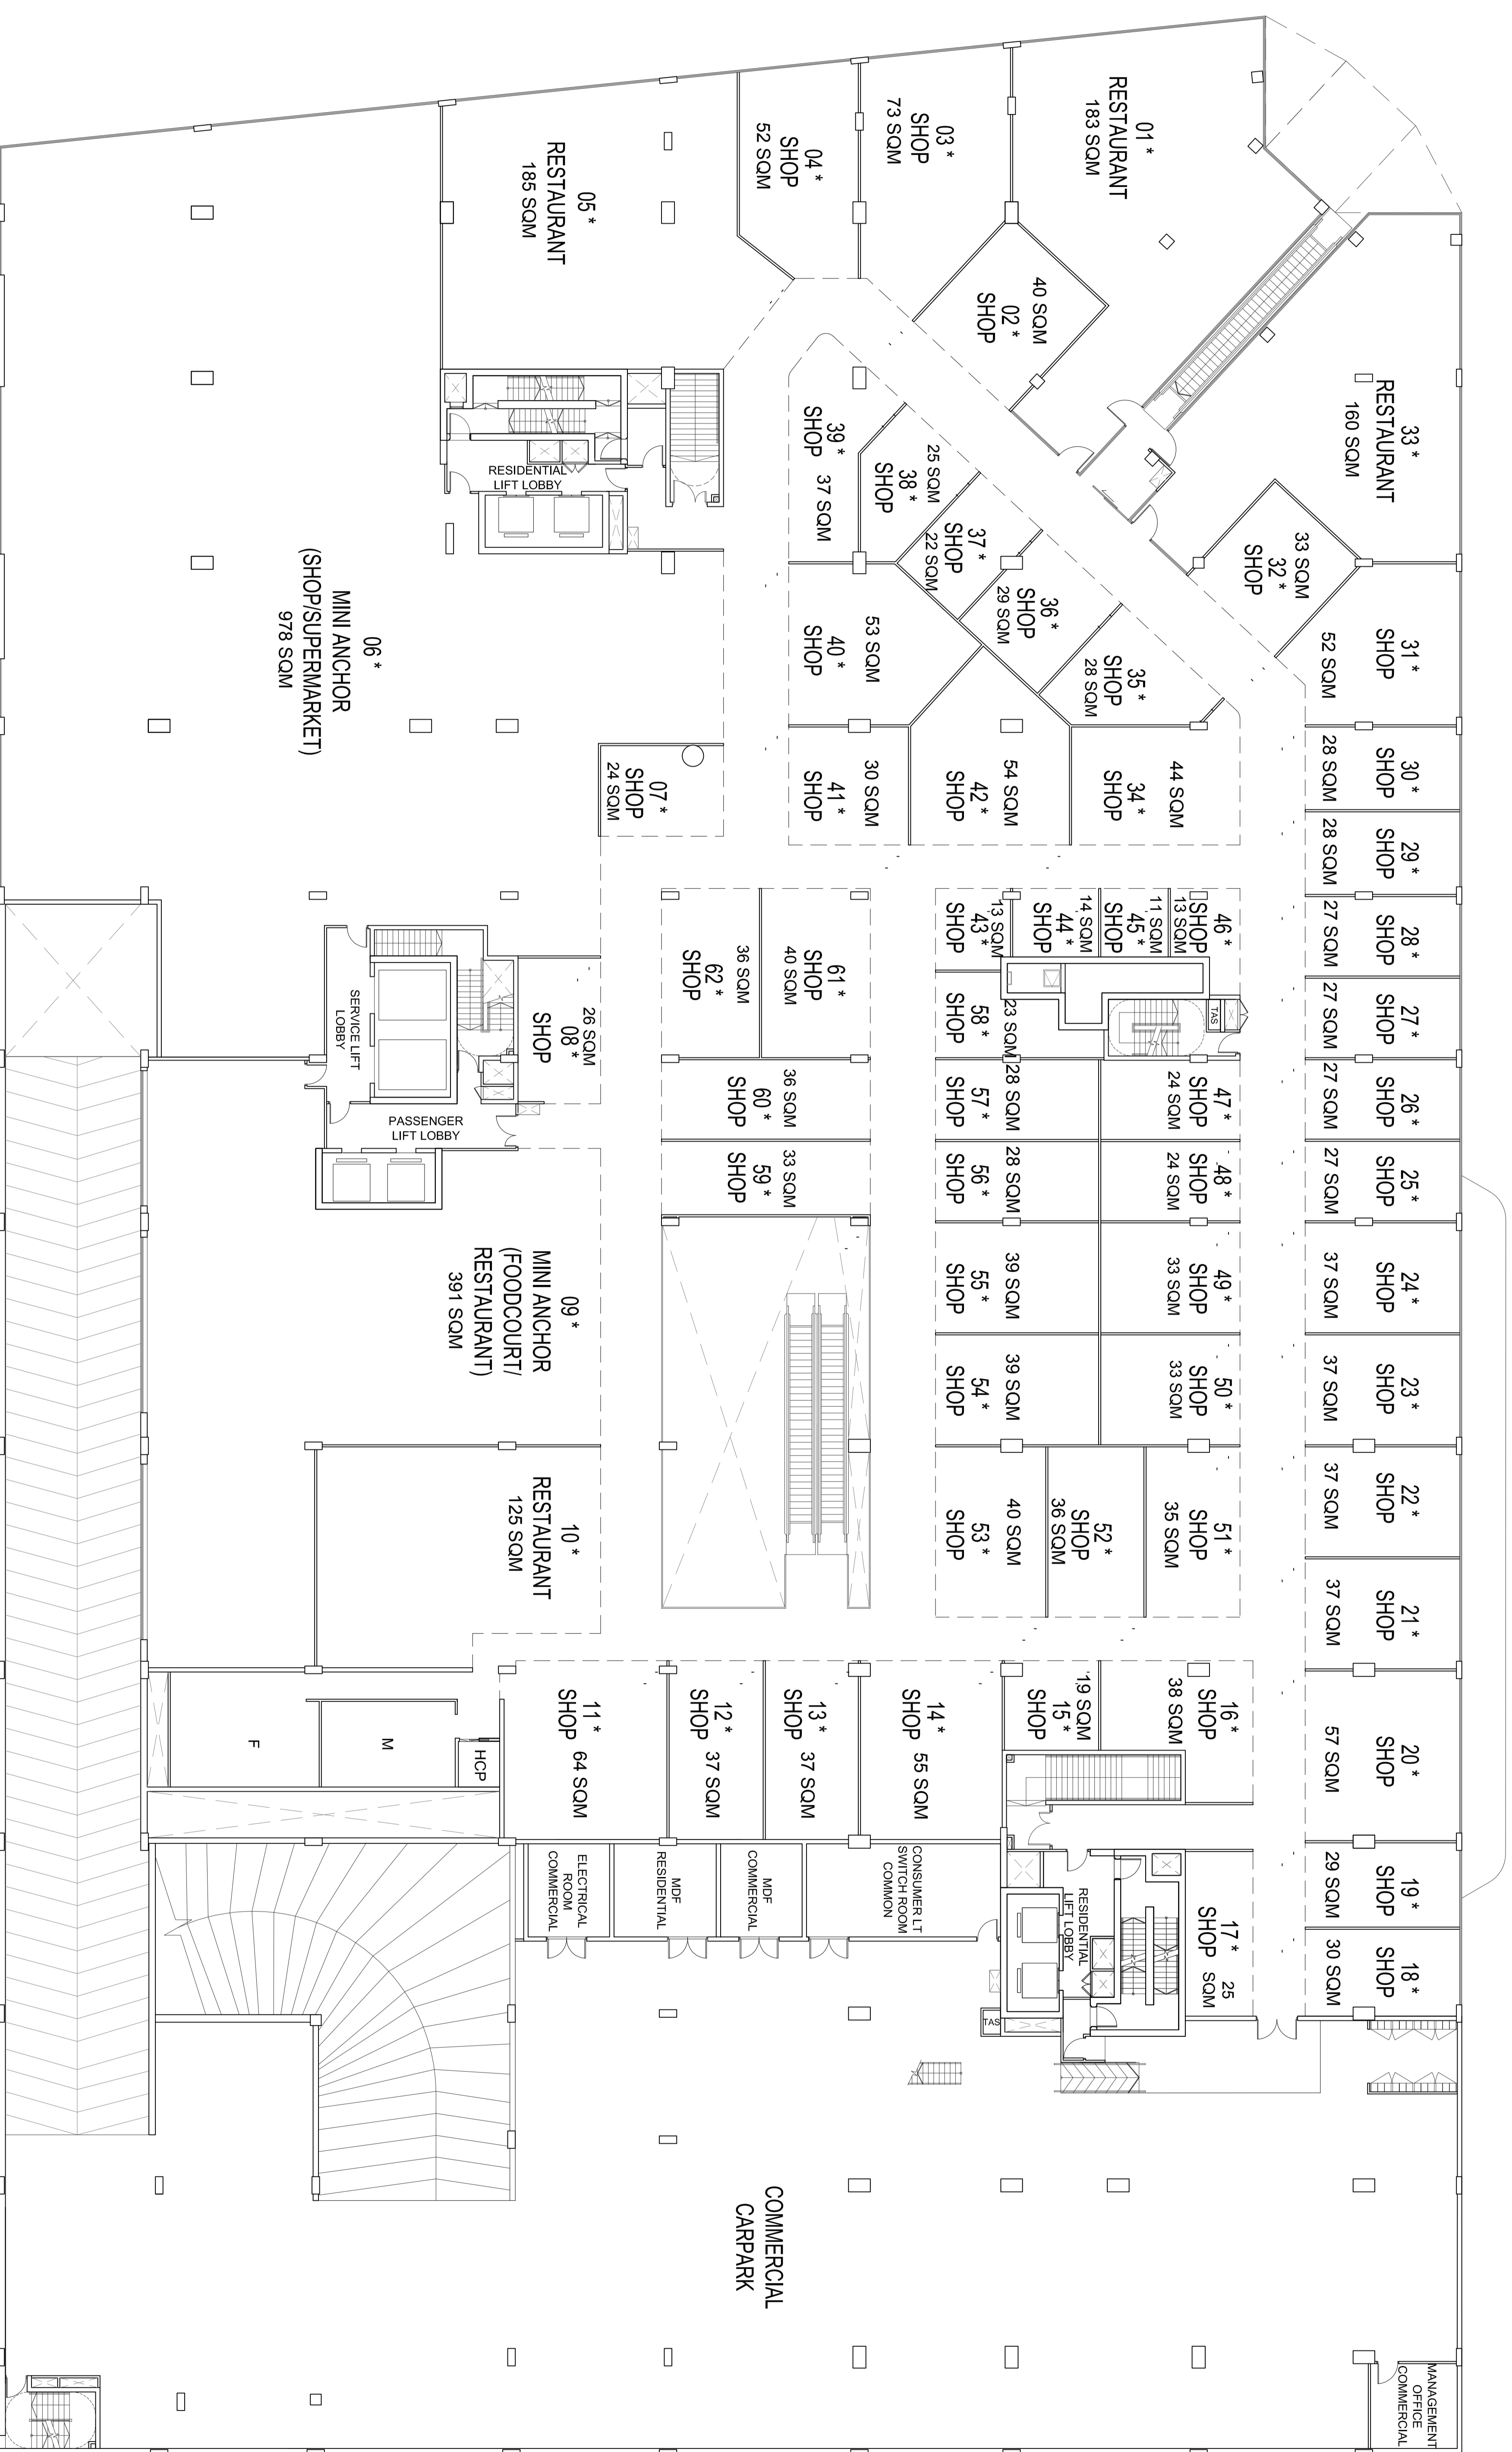 01 *
RESTAURANT
183 SQM
40 SQM
02 *
SHOP
03 *
SHOP
73 SQM
04 *
SHOP
52 SQM
05 *
RESTAURANT
185 SQM
06 *
MINI ANCHOR
(SHOP/SUPERMARKET)
978 SQM
07 *
SHOP
24 SQM
26 SQM
08 *
SHOP
09 *
MINI ANCHOR
(FOODCOURT/
RESTAURANT)
391 SQM
10 *
RESTAURANT
125 SQM
11 *
SHOP
64 SQM
12 *
SHOP
37 SQM
13 *
SHOP
37 SQM
14 *
SHOP
55 SQM
19 SQM
15 *
SHOP
16 *
SHOP
38 SQM
17 *
SHOP
25
SQM
18 *
SHOP
30 SQM
19 *
SHOP
29 SQM
20 *
SHOP
57 SQM
21 *
SHOP
37 SQM
22 *
SHOP
37 SQM
23 *
SHOP
37 SQM
24 *
SHOP
37 SQM
25 *
SHOP
27 SQM
26 *
SHOP
27 SQM
27 *
SHOP
27 SQM
28 *
SHOP
27 SQM
29 *
SHOP
28 SQM
30 *
SHOP
28 SQM
31 *
SHOP
52 SQM
33 SQM
32 *
SHOP
33 *
RESTAURANT
160 SQM
44 SQM
34 *
SHOP
35 *
SHOP
28 SQM
36 *
SHOP
29 SQM
37 *
SHOP
22 SQM
25 SQM
38 *
SHOP
39 *
SHOP
37 SQM
53 SQM
40 *
SHOP
30 SQM
41 *
SHOP
54 SQM
42 *
SHOP
13 SQM
43 *
SHOP
14 SQM
44 *
SHOP
11 SQM
45 *
SHOP
46 *
SHOP
13 SQM
47 *
SHOP
24 SQM
48 *
SHOP
24 SQM
49 *
SHOP
33 SQM
50 *
SHOP
33 SQM
51 *
SHOP
35 SQM
52 *
SHOP
36 SQM
40 SQM
53 *
SHOP
39 SQM
54 *
SHOP
39 SQM
55 *
SHOP
28 SQM
56 *
SHOP
28 SQM
57 *
SHOP
23 SQM
58 *
SHOP
33 SQM
59 *
SHOP
36 SQM
60 *
SHOP
61 *
SHOP
40 SQM
36 SQM
62 *
SHOP
RESIDENTIAL
LIFT LOBBY
SERVICE LIFT
LOBBY
PASSENGER
LIFT LOBBY
TAS
F
M
HCP
ELECTRICAL
ROOM
COMMERCIAL
MDF
RESIDENTIAL
MDF
COMMERCIAL
CONSUMER LT
SWITCH ROOM
COMMON
RESIDENTIAL
LIFT LOBBY
TAS
COMMERCIAL
CARPARK
MANAGEMENT
OFFICE
COMMERCIAL